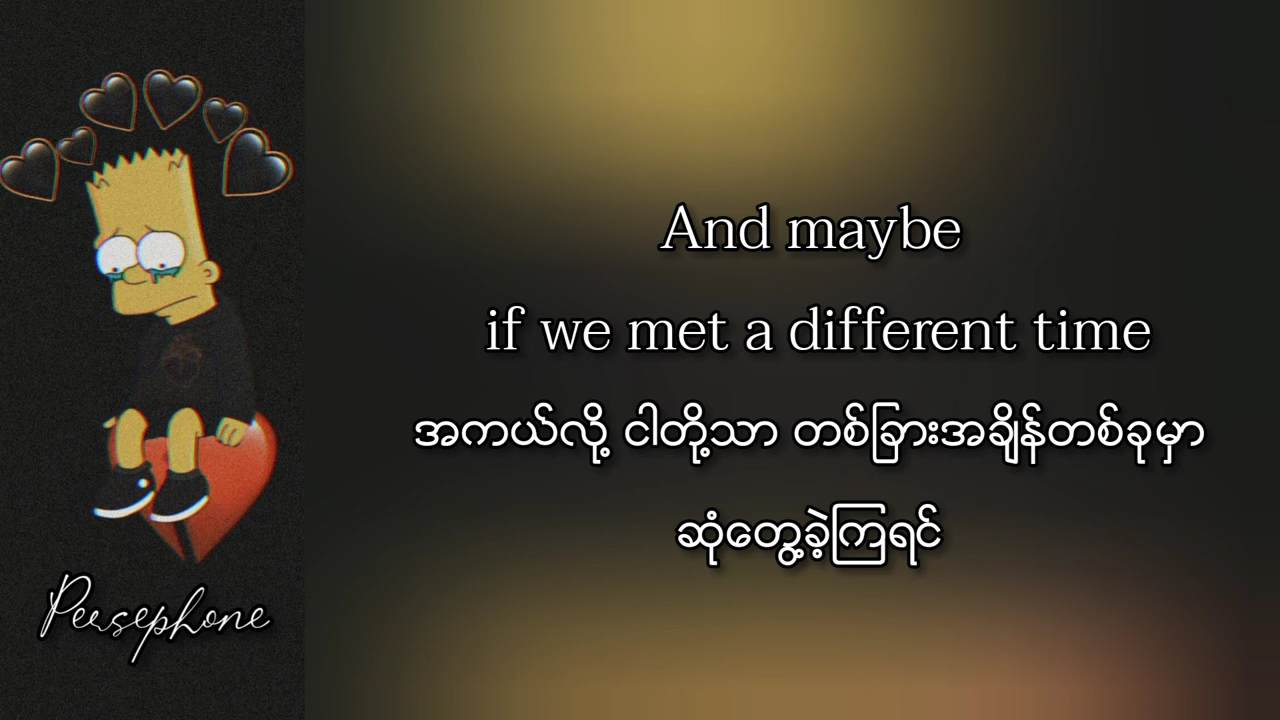 And maybe
if we met a different time
အကယ်လို့ ငါတို့သာ တစ်ခြားအချိန်တစ်ခုမှာ
ဆုံတွေ့ခဲ့ကြရင်
Persephone